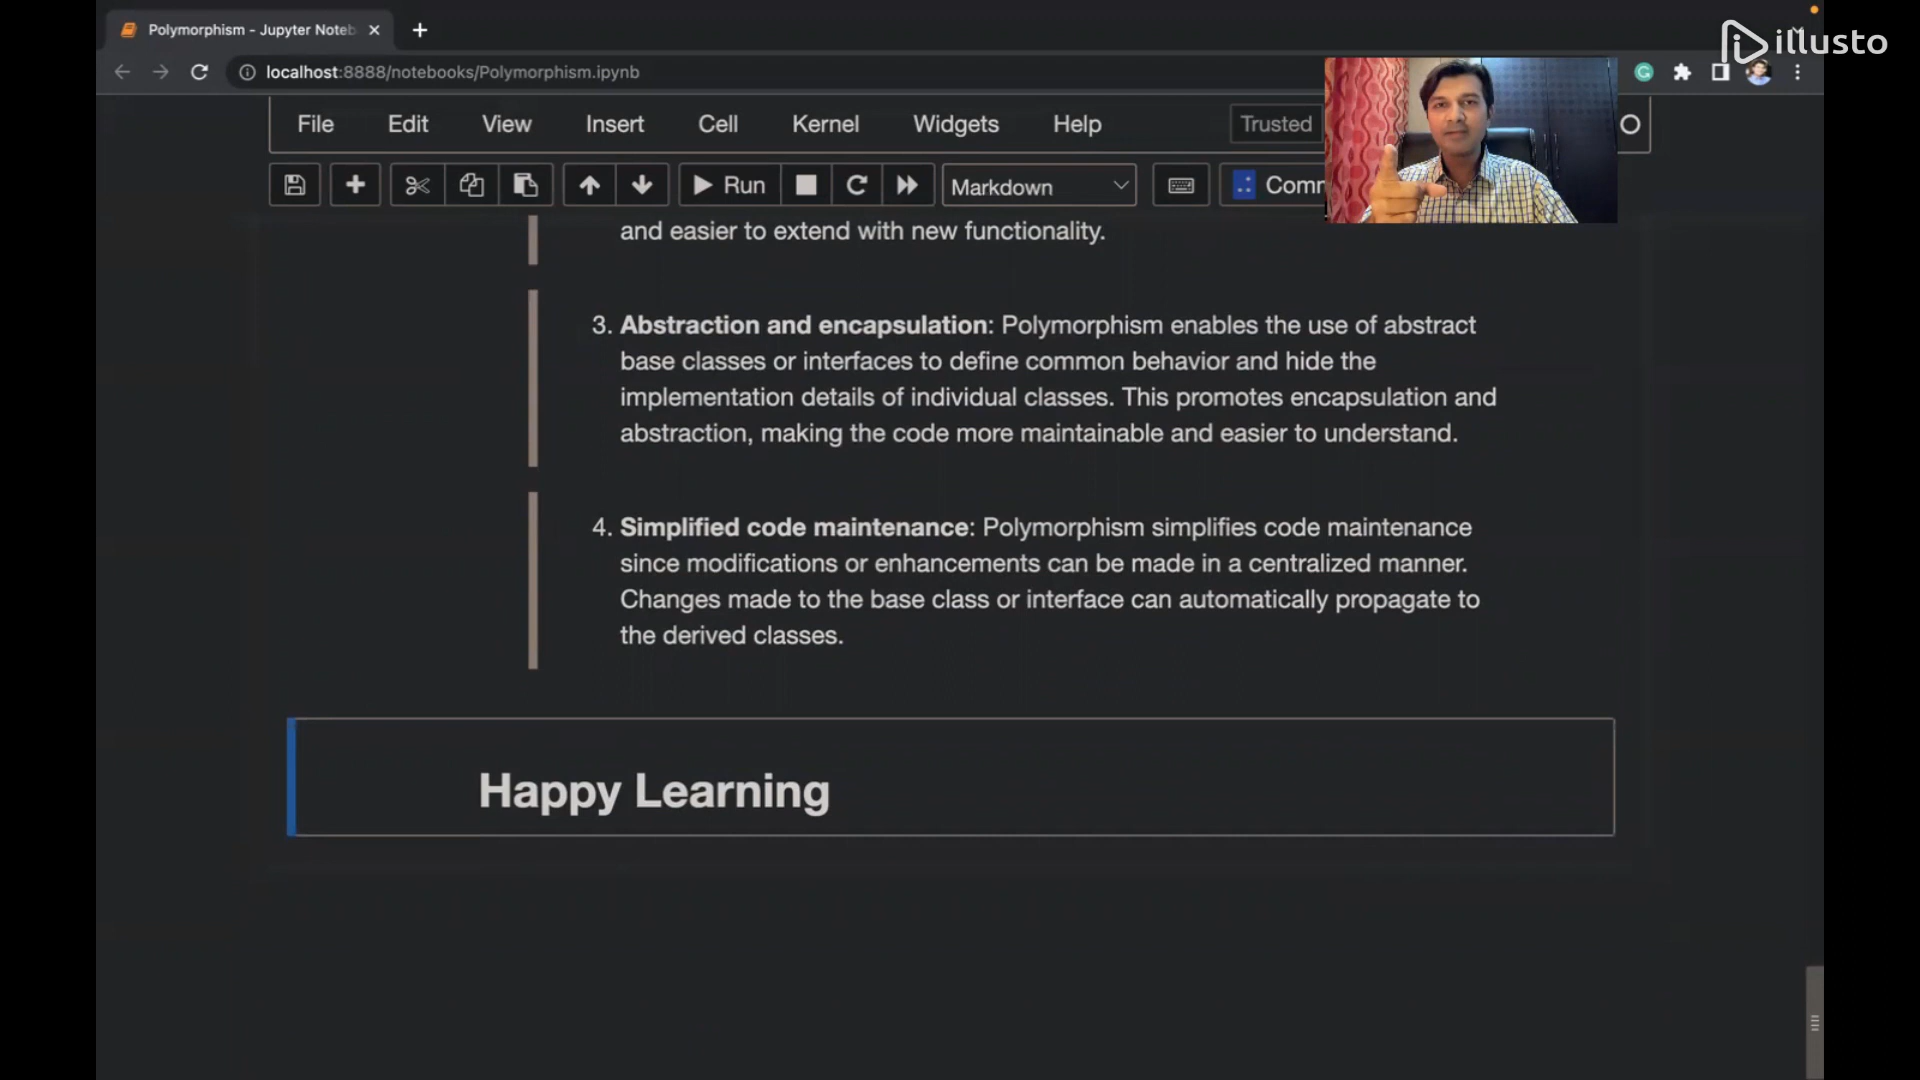 Polymorphism - Jupyter Noteb
illusto
localhost:8888/notebooks/Polymorphism.ipynb
File Edit View Insert Cell Kernel Widgets Help Trusted
Run Markdown
and easier to extend with new functionality.
3. Abstraction and encapsulation: Polymorphism enables the use of abstract
base classes or interfaces to define common behavior and hide the
implementation details of individual classes. This promotes encapsulation and
abstraction, making the code more maintainable and easier to understand.
4. Simplified code maintenance: Polymorphism simplifies code maintenance
since modifications or enhancements can be made in a centralized manner.
Changes made to the base class or interface can automatically propagate to
the derived classes.
Happy Learning